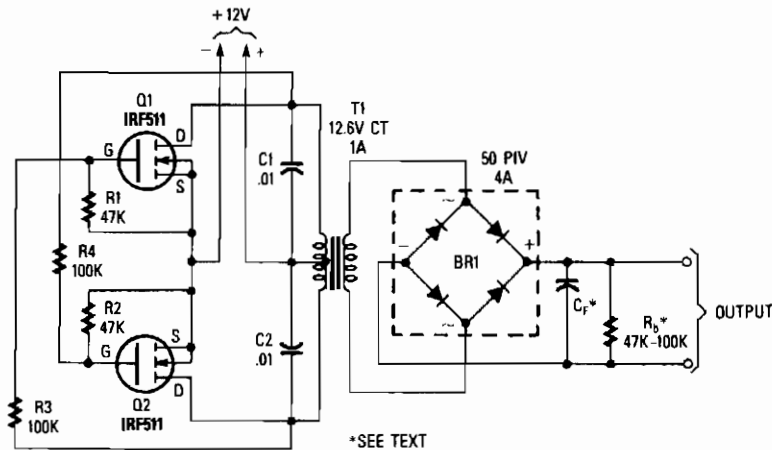 +12V
− +
Q1
IRF511
D
G
S
R1
47K
R4
100K
R2
47K
S
G
D
Q2
IRF511
R3
100K
C1
.01
C2
.01
T1
12.6V CT
1A
50 PIV
4A
~
− +
BR1
~
CF*
Rb*
47K-100K
OUTPUT
*SEE TEXT